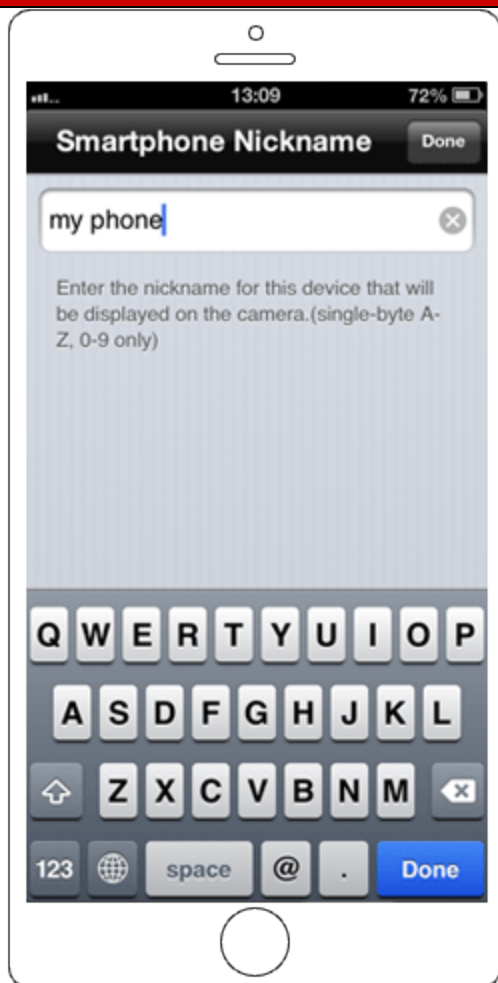 13:09 72%
Smartphone Nickname Done
my phone
Enter the nickname for this device that will
be displayed on the camera.(single-byte A-
Z, 0-9 only)
Q W E R T Y U I O P
A S D F G H J K L
Z X C V B N M
123 space @ . Done